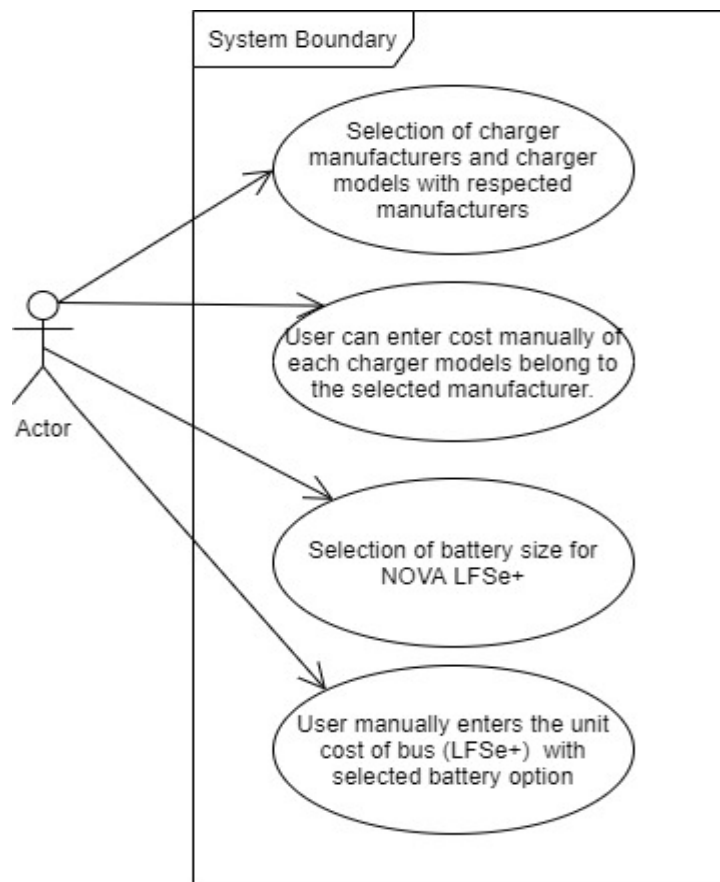 System Boundary
Selection of charger
manufacturers and charger
models with respected
manufacturers
User can enter cost manually of
each charger models belong to
the selected manufacturer.
Actor
Selection of battery size for
NOVA LFSe+
User manually enters the unit
cost of bus (LFSe+) with
selected battery option